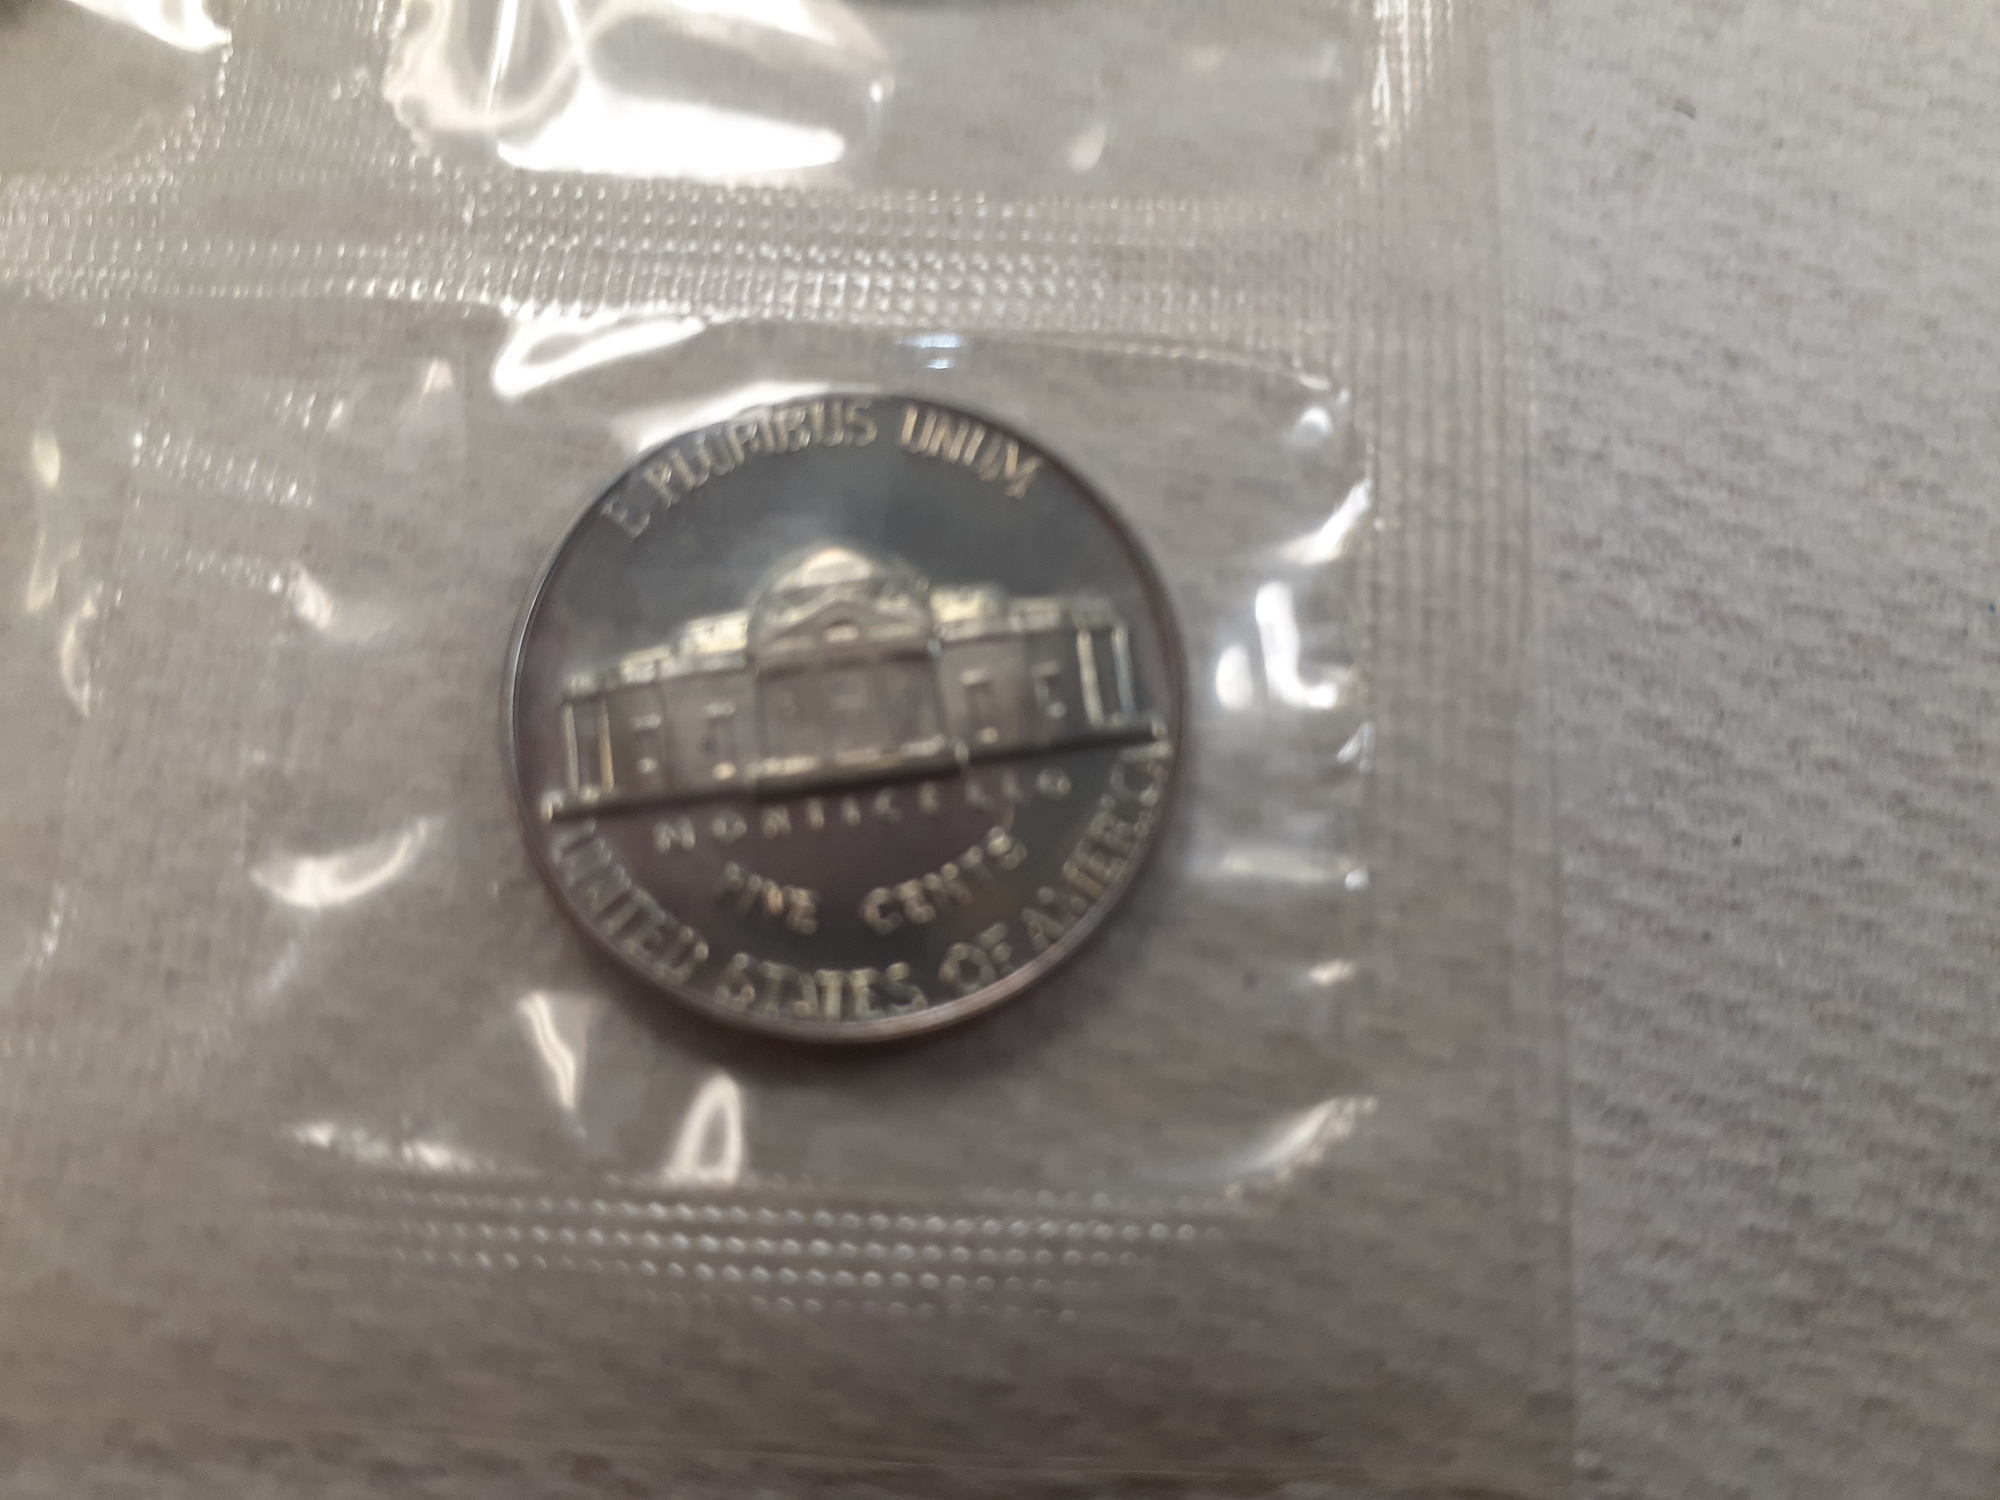 E PLURIBUS UNUM
MONTICELLO
FIVE CENTS
UNITED STATES OF AMERICA